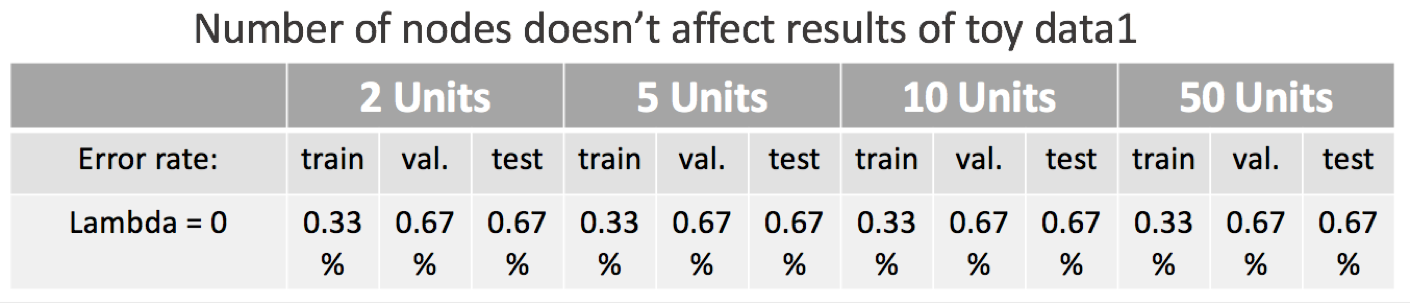 Number of nodes doesn’t affect results of toy data1
2 Units 5 Units 10 Units 50 Units
Error rate: train val. test train val. test train val. test train val. test
Lambda = 0 0.33 % 0.67 % 0.67 % 0.33 % 0.67 % 0.67 % 0.33 % 0.67 % 0.67 % 0.33 % 0.67 % 0.67 %